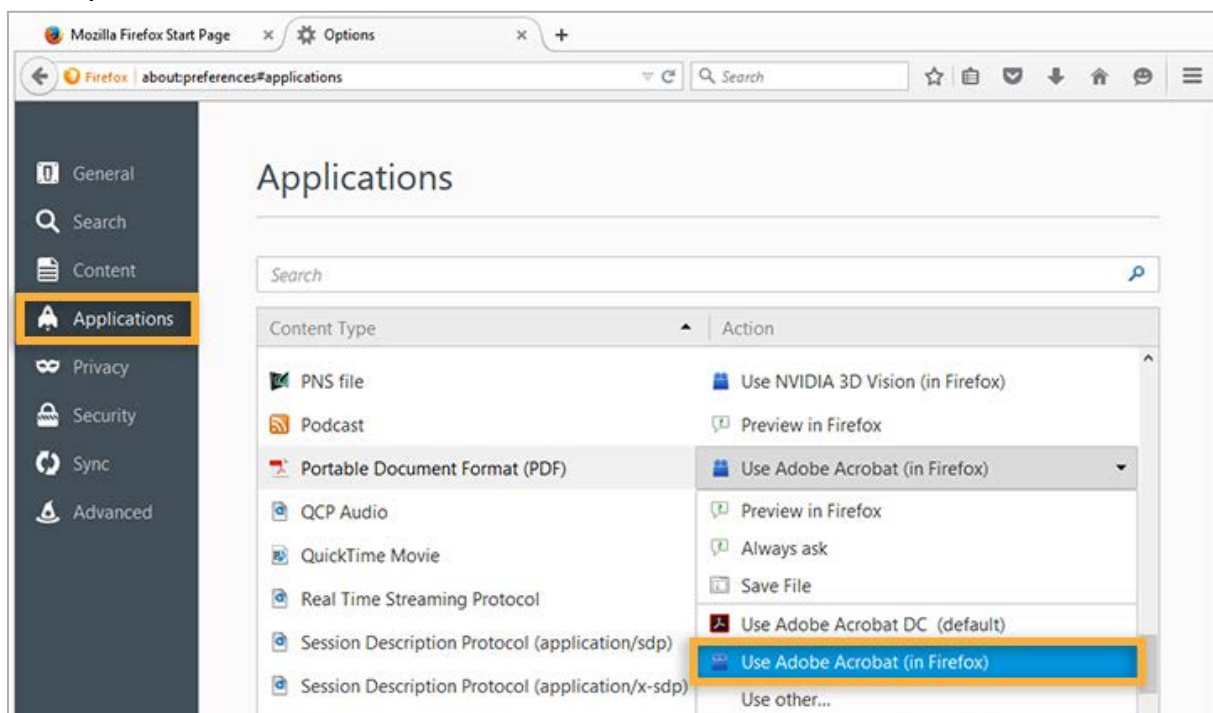 Mozilla Firefox Start Page
Options
Firefox about:preferences#applications
Search
General
Search
Content
Applications
Privacy
Security
Sync
Advanced
Applications
Search
Content Type Action
PNS file Use NVIDIA 3D Vision (in Firefox)
Podcast Preview in Firefox
Portable Document Format (PDF) Use Adobe Acrobat (in Firefox)
QCP Audio Preview in Firefox
QuickTime Movie Always ask
Real Time Streaming Protocol Save File
Session Description Protocol (application/sdp) Use Adobe Acrobat DC (default)
Use Adobe Acrobat (in Firefox)
Session Description Protocol (application/x-sdp) Use other...